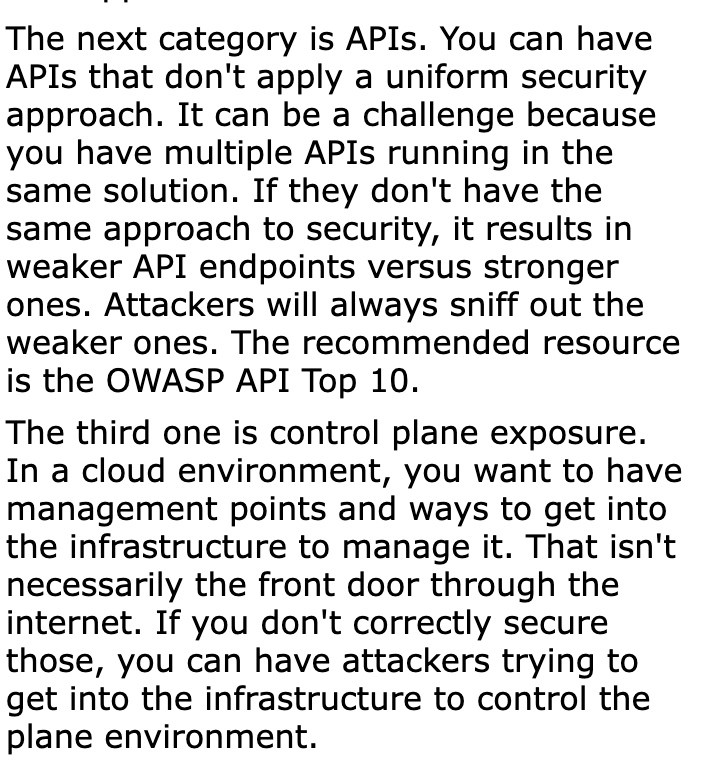 The next category is APIs. You can have
APIs that don't apply a uniform security
approach. It can be a challenge because
you have multiple APIs running in the
same solution. If they don't have the
same approach to security, it results in
weaker API endpoints versus stronger
ones. Attackers will always sniff out the
weaker ones. The recommended resource
is the OWASP API Top 10.
The third one is control plane exposure.
In a cloud environment, you want to have
management points and ways to get into
the infrastructure to manage it. That isn't
necessarily the front door through the
internet. If you don't correctly secure
those, you can have attackers trying to
get into the infrastructure to control the
plane environment.